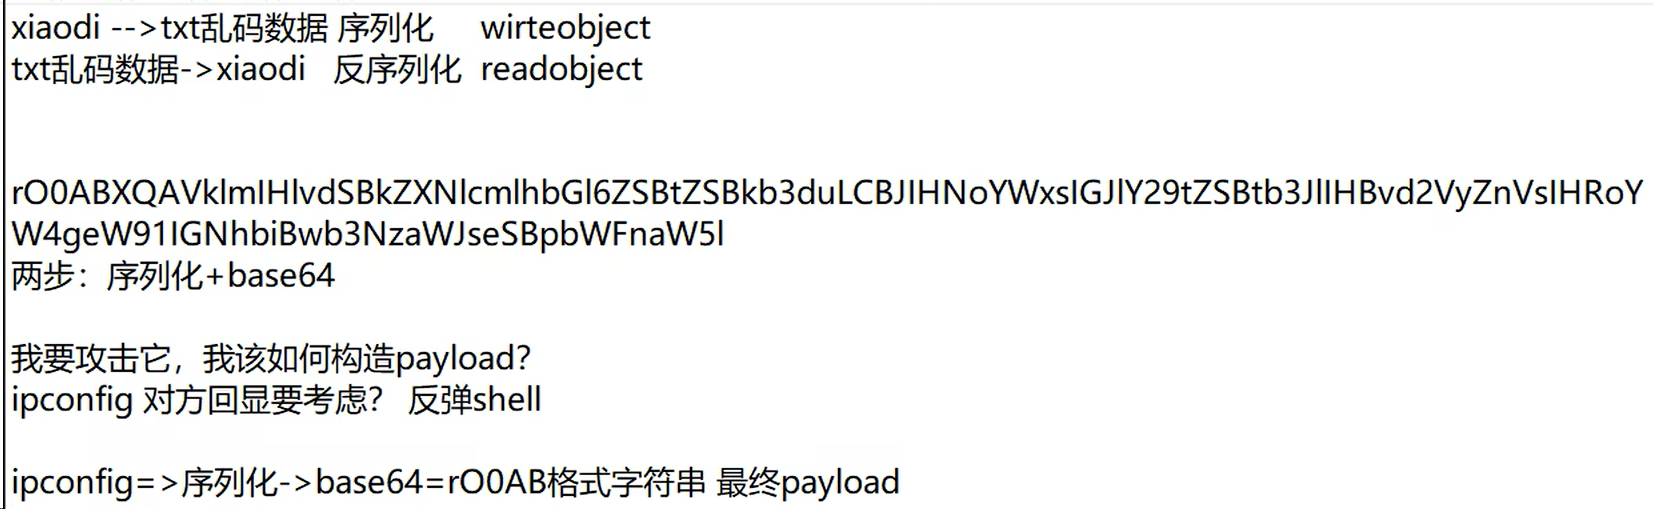 xiaodi -->txt乱码数据 序列化 wirteobject
txt乱码数据->xiaodi 反序列化 readobject
rO0ABXQAVklmIHlvdSBkZXNlcmlhbGl6ZSBtZSBkb3duLCBJIHNoYWxsIGJlY29tZSBtb3JlIHBvd2VyZnVsIHRoY
W4geW91IGNhbiBwb3NzaWJseSBpbWFnaW5l
两步：序列化+base64
我要攻击它，我该如何构造payload？
ipconfig 对方回显要考虑？ 反弹shell
ipconfig=>序列化->base64=rO0AB格式字符串 最终payload